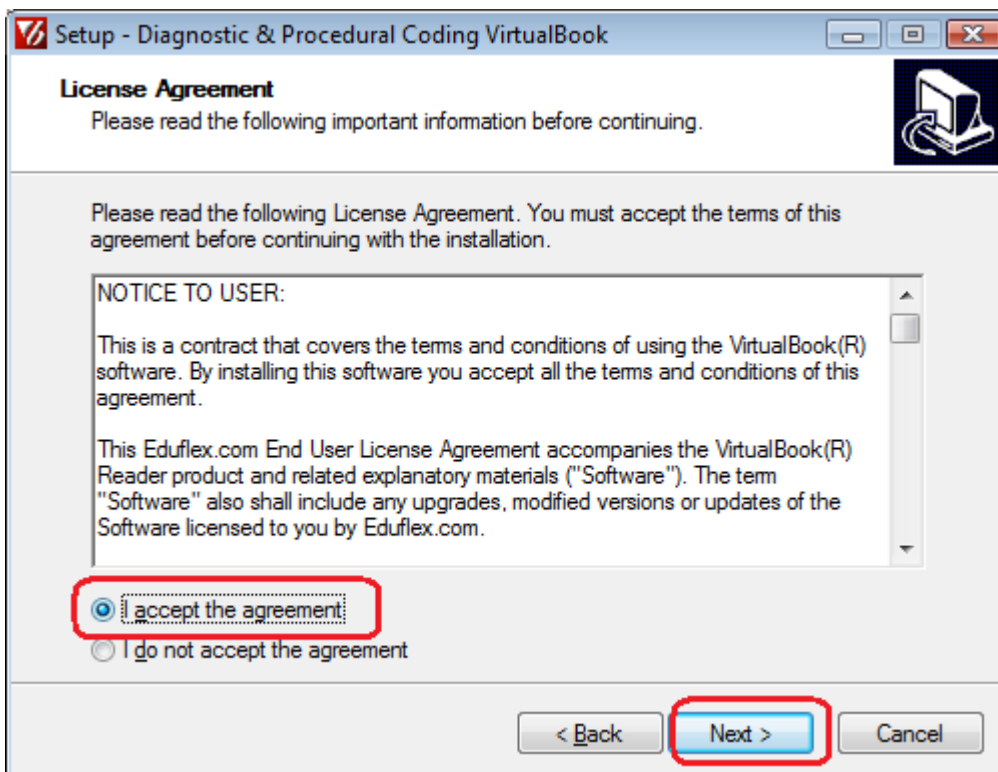 Setup - Diagnostic & Procedural Coding VirtualBook
License Agreement
Please read the following important information before continuing.
Please read the following License Agreement. You must accept the terms of this
agreement before continuing with the installation.
NOTICE TO USER:
This is a contract that covers the terms and conditions of using the VirtualBook(R)
software. By installing this software you accept all the terms and conditions of this
agreement.
This Eduflex.com End User License Agreement accompanies the VirtualBook(R)
Reader product and related explanatory materials ("Software"). The term
"Software" also shall include any upgrades, modified versions or updates of the
Software licensed to you by Eduflex.com.
I accept the agreement
I do not accept the agreement
< Back Next > Cancel